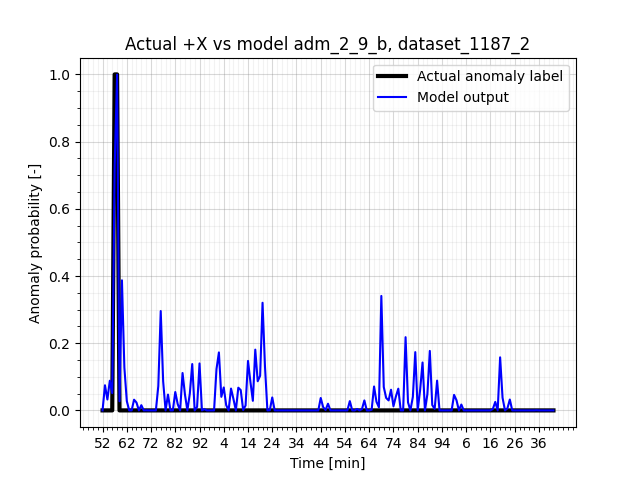 Actual +X vs model adm_2_9_b, dataset_1187_2
Actual anomaly label
Model output
Anomaly probability [-]
1.0
0.8
0.6
0.4
0.2
0.0
52 62 72 82 92 4 14 24 34 44 54 64 74 84 94 6 16 26 36
Time [min]